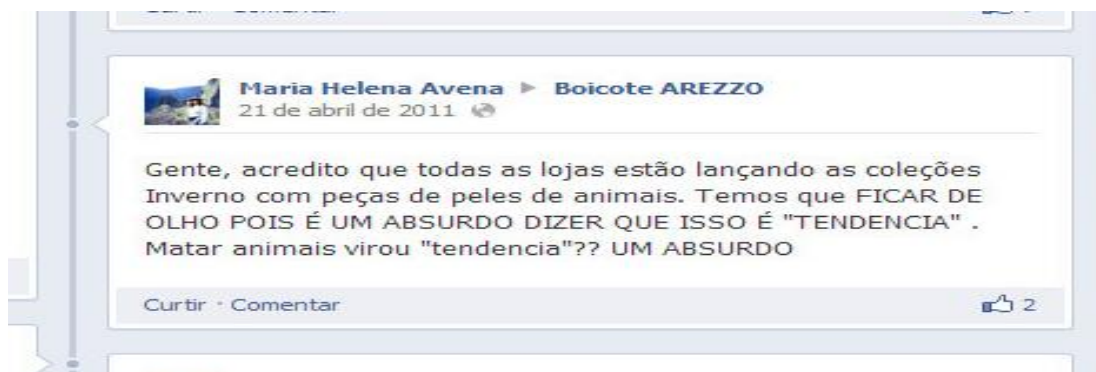 Maria Helena Avena ▶ Boicote AREZZO
21 de abril de 2011
Gente, acredito que todas as lojas estão lançando as coleções
Inverno com peças de peles de animais. Temos que FICAR DE
OLHO POIS É UM ABSURDO DIZER QUE ISSO É "TENDENCIA" .
Matar animais virou "tendencia"?? UM ABSURDO
Curtir · Comentar 2